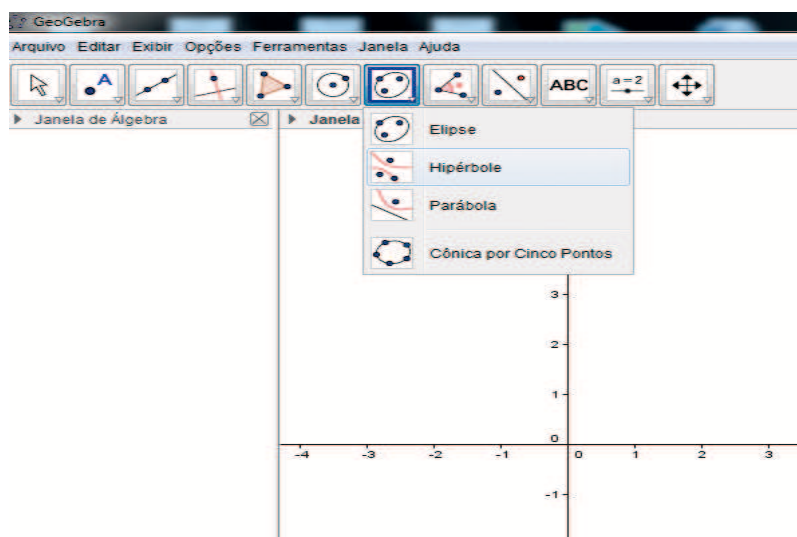 GeoGebra
Arquivo Editar Exibir Opções Ferramentas Janela Ajuda
A ABC a=2
Janela de Álgebra Janela
Elipse
Hipérbole
Parábola
Cônica por Cinco Pontos
3
2
1
0
-4 -3 -2 -1 0 1 2 3
-1